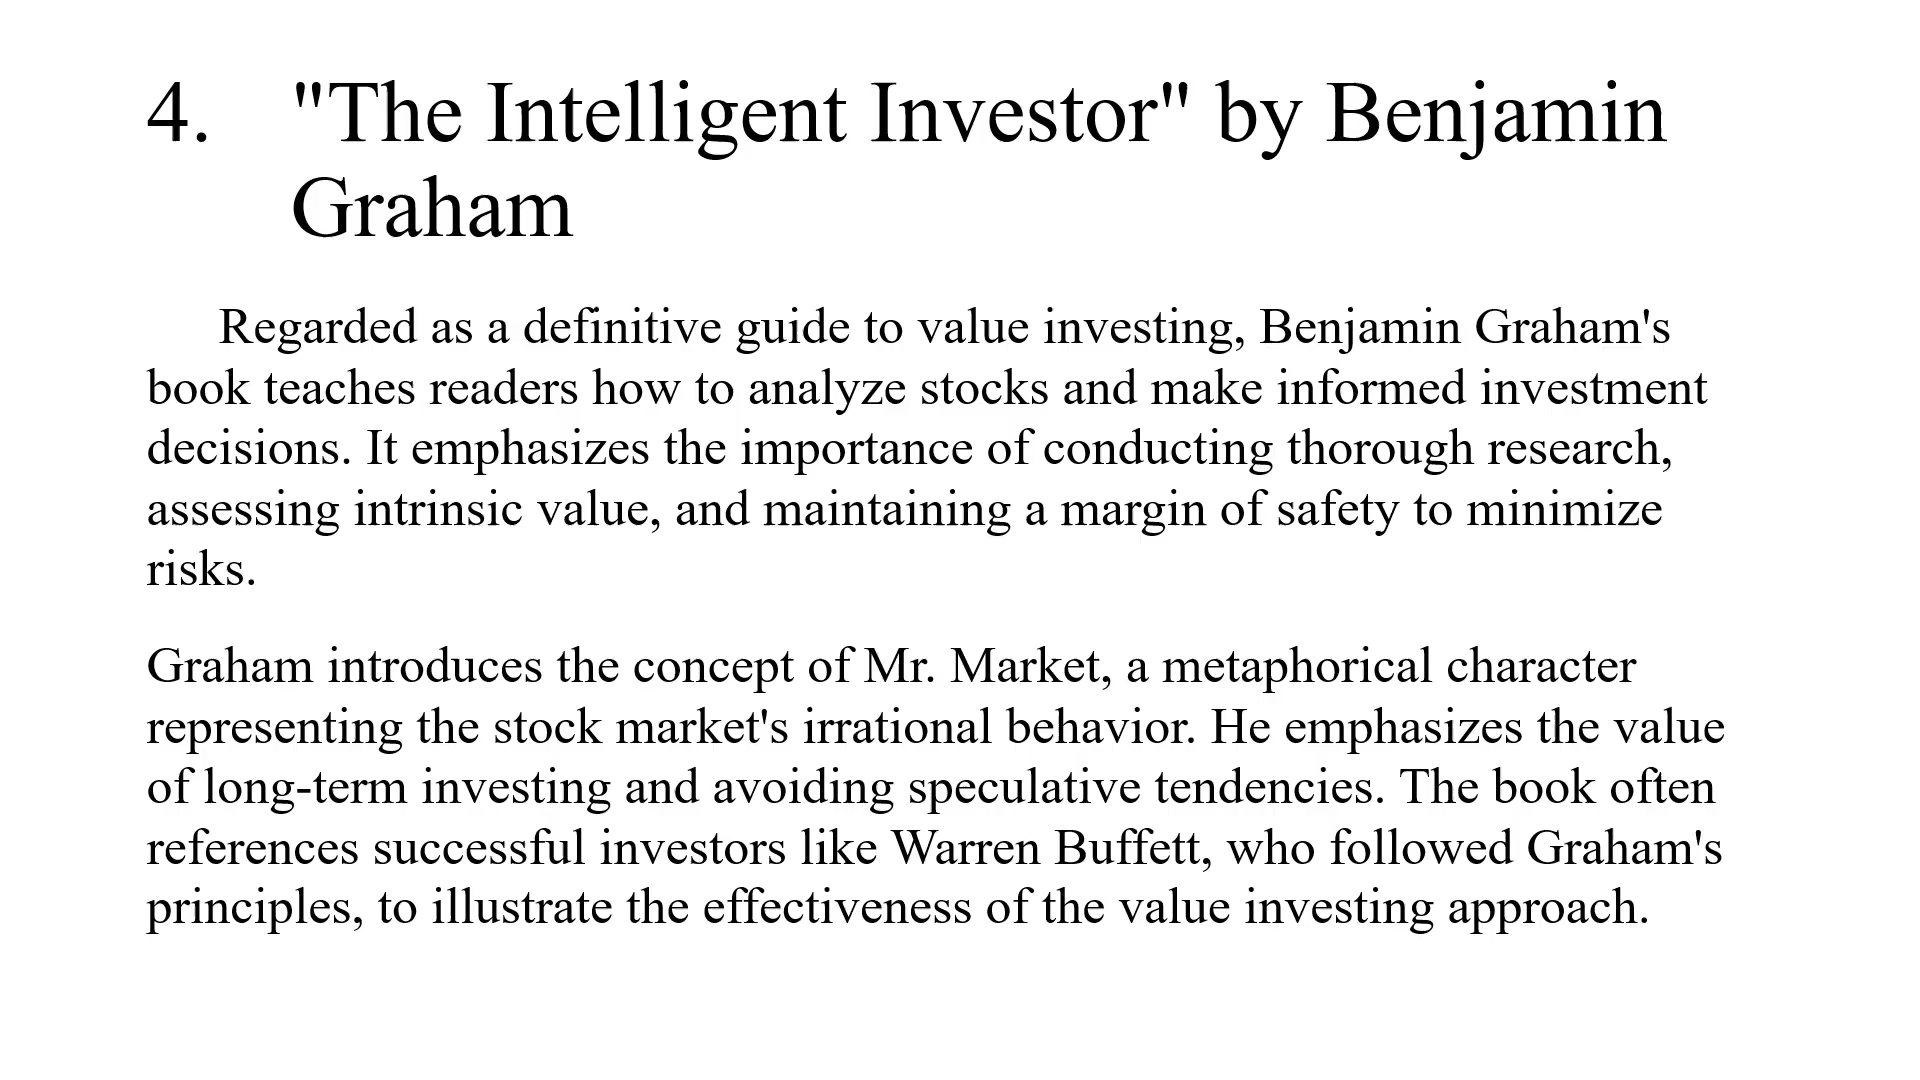 4. "The Intelligent Investor" by Benjamin
Graham
Regarded as a definitive guide to value investing, Benjamin Graham's
book teaches readers how to analyze stocks and make informed investment
decisions. It emphasizes the importance of conducting thorough research,
assessing intrinsic value, and maintaining a margin of safety to minimize
risks.
Graham introduces the concept of Mr. Market, a metaphorical character
representing the stock market's irrational behavior. He emphasizes the value
of long-term investing and avoiding speculative tendencies. The book often
references successful investors like Warren Buffett, who followed Graham's
principles, to illustrate the effectiveness of the value investing approach.